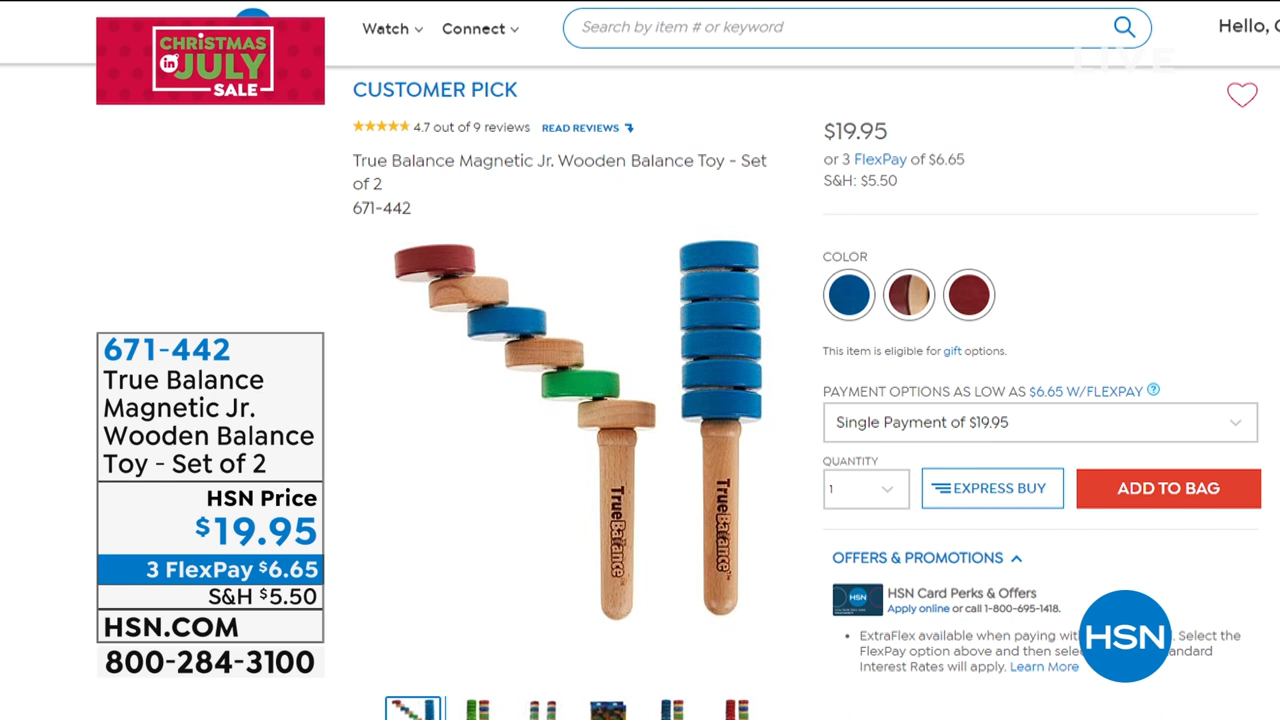 CHRISTMAS
in JULY
SALE
Watch
Connect
Search by item # or keyword
Hello,
LIVE
CUSTOMER PICK
4.7 out of 9 reviews READ REVIEWS
True Balance Magnetic Jr. Wooden Balance Toy - Set
of 2
671-442
$19.95
or 3 FlexPay of $6.65
S&H: $5.50
COLOR
This item is eligible for gift options.
PAYMENT OPTIONS AS LOW AS $6.65 W/FLEXPAY ?
Single Payment of $19.95
QUANTITY
1
EXPRESS BUY
ADD TO BAG
OFFERS & PROMOTIONS
HSN
HSN Card Perks & Offers
Apply online or call 1-800-695-1418.
• ExtraFlex available when paying . Select the
FlexPay option above and then
Interest Rates will apply. Learn More
HSN
TrueBalance™
TrueBalance™
671-442
True Balance
Magnetic Jr.
Wooden Balance
Toy - Set of 2
HSN Price
$19.95
3 FlexPay $6.65
S&H $5.50
HSN.COM
800-284-3100